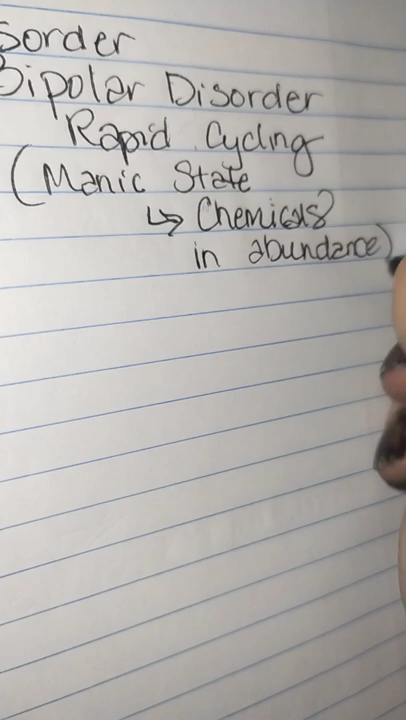 sorder
Bipolar Disorder
Rapid Cycling
(Manic State
↳ Chemicals?
in abundance)